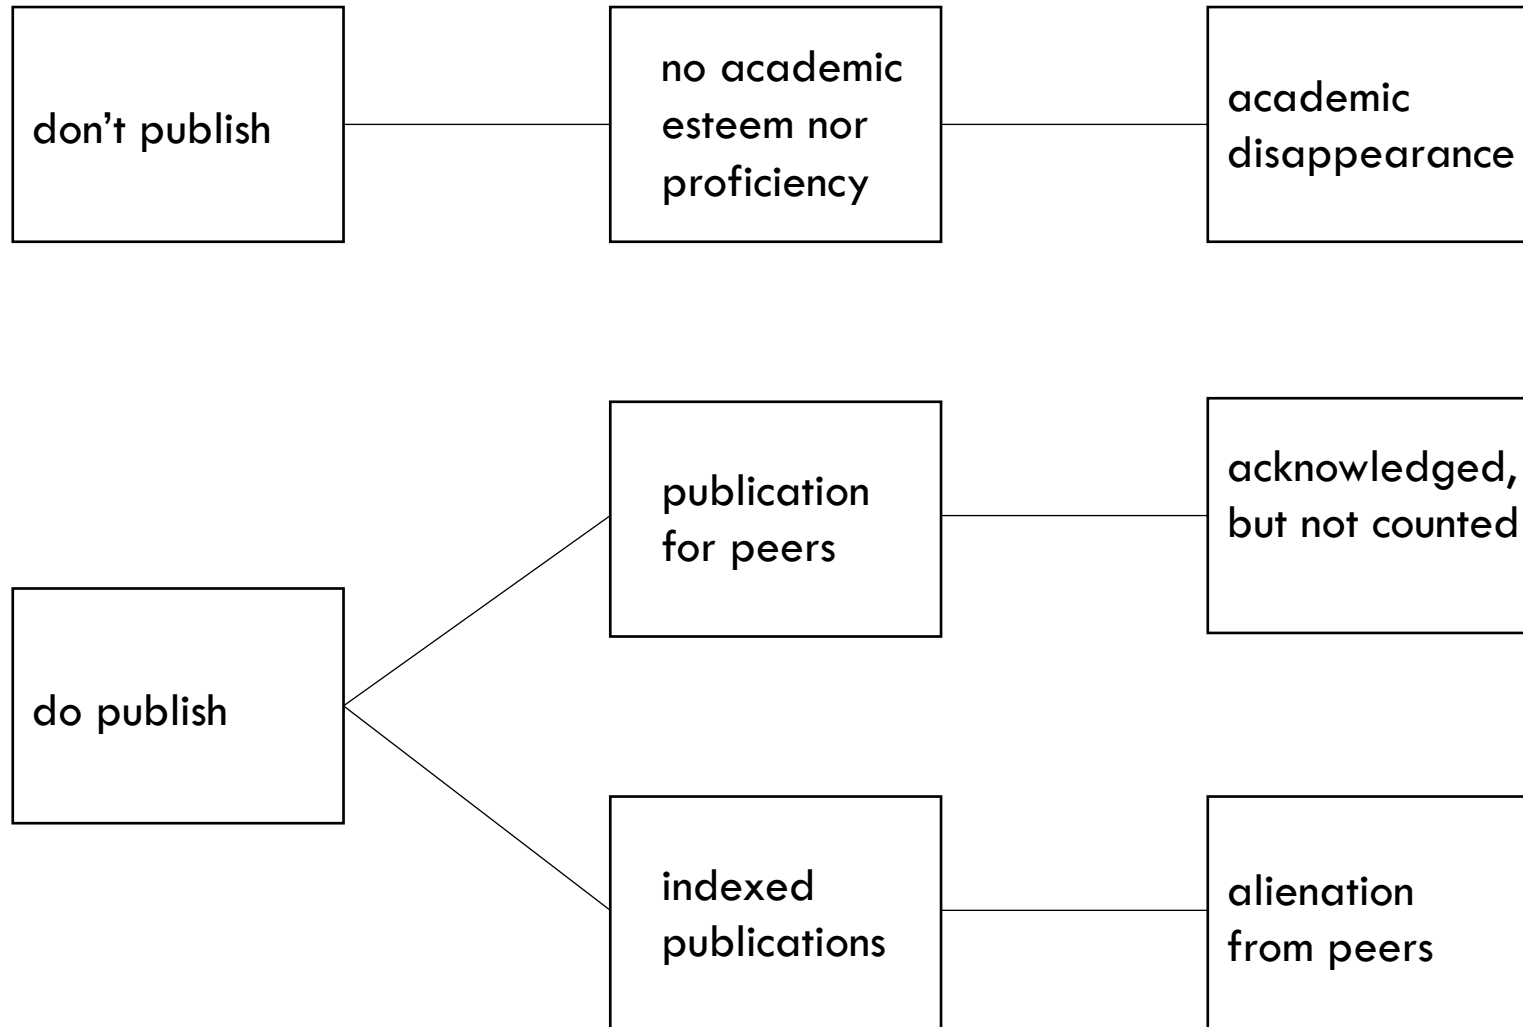 don’t publish
no academic
esteem nor
proficiency
academic
disappearance
do publish
publication
for peers
acknowledged,
but not counted
indexed
publications
alienation
from peers